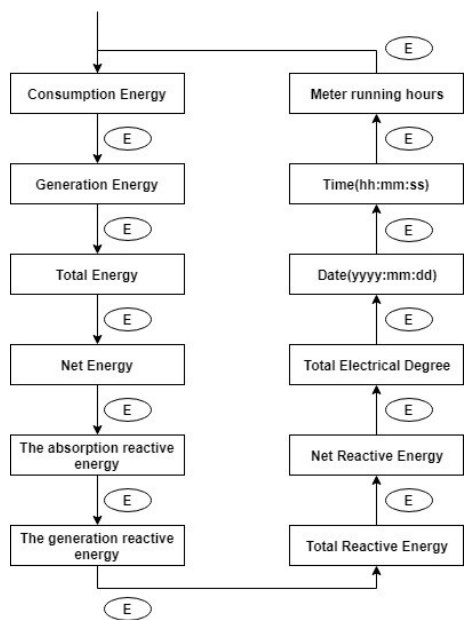 E
Consumption Energy
Meter running hours
E
E
Generation Energy
Time(hh:mm:ss)
E
E
Total Energy
Date(yyyy:mm:dd)
E
E
Net Energy
Total Electrical Degree
E
E
The absorption reactive
energy
Net Reactive Energy
E
E
The generation reactive
energy
Total Reactive Energy
E